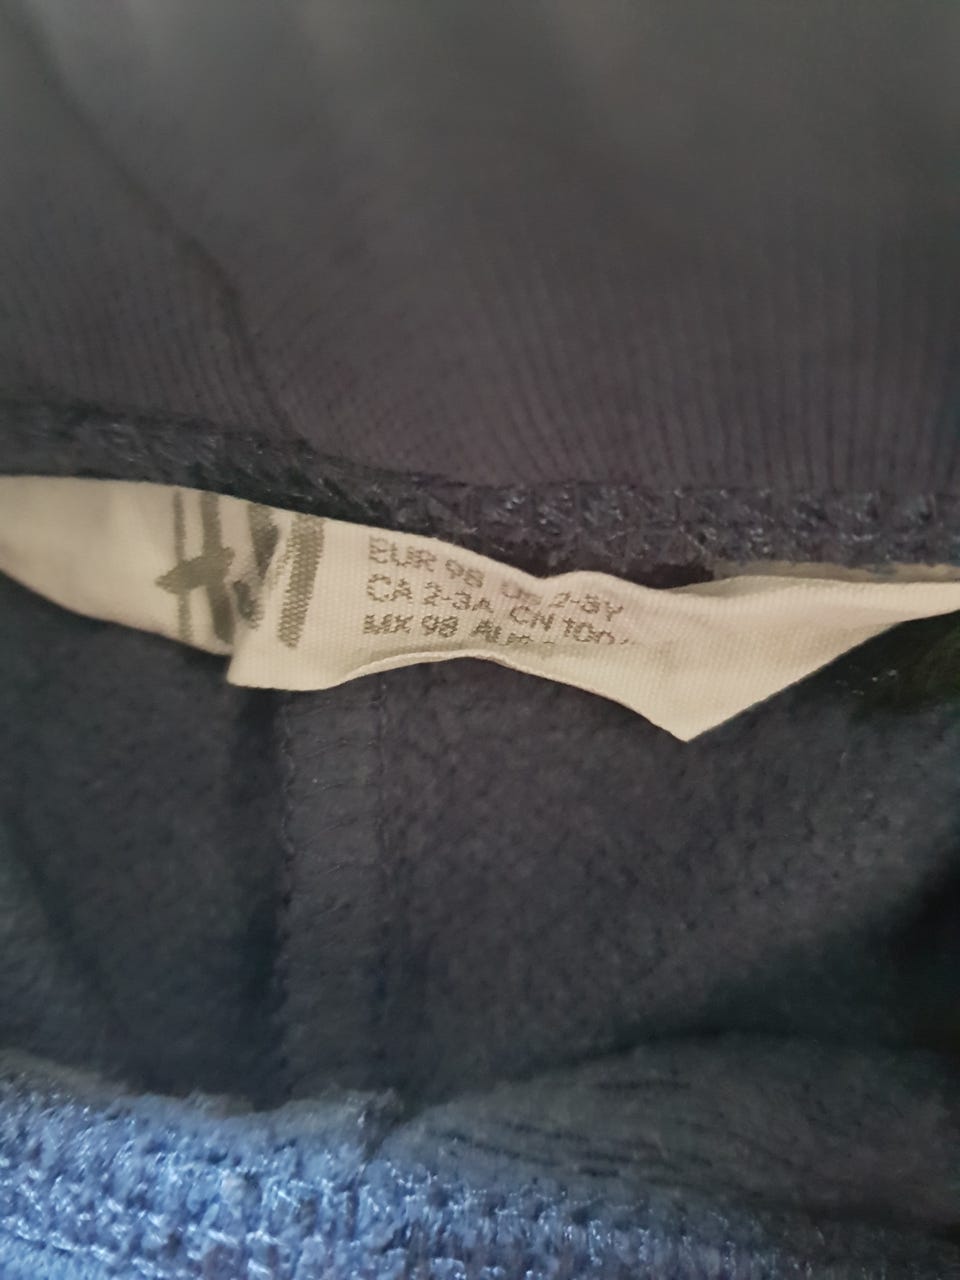 EUR 98 US 2-3Y
CA 2-3A CN 100/
MX 98